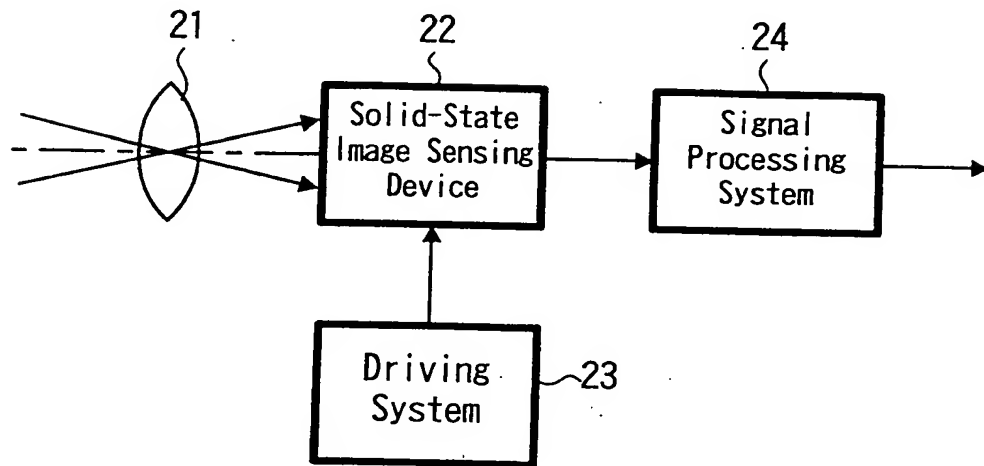 21
22
24
Solid-State
Image Sensing
Device
Signal
Processing
System
Driving
System
23